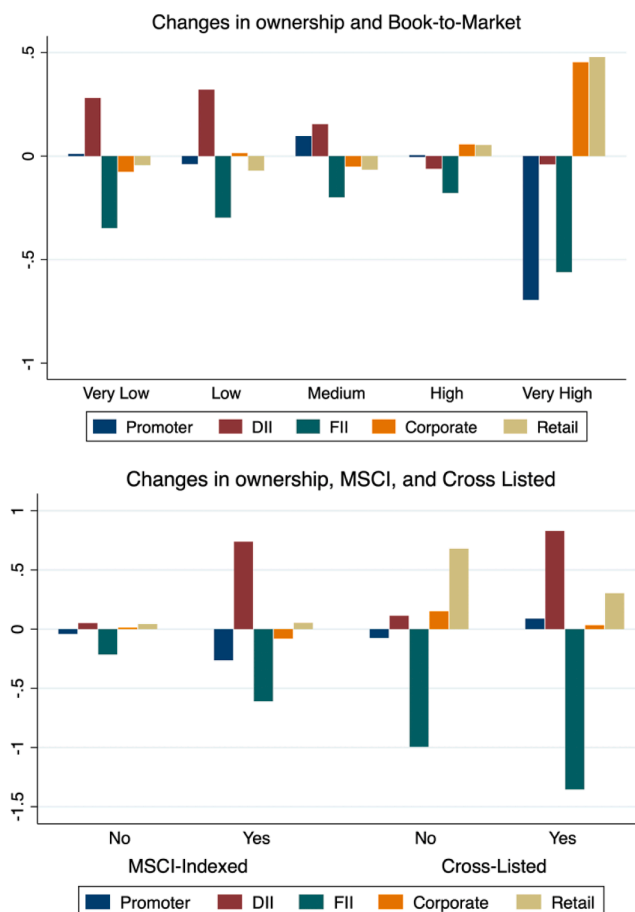 Changes in ownership and Book-to-Market
.5
0
-.5
-1
Very Low Low Medium High Very High
Promoter DII FII Corporate Retail
Changes in ownership, MSCI, and Cross Listed
1
.5
0
-.5
-1
-1.5
No Yes No Yes
MSCI-Indexed Cross-Listed
Promoter DII FII Corporate Retail